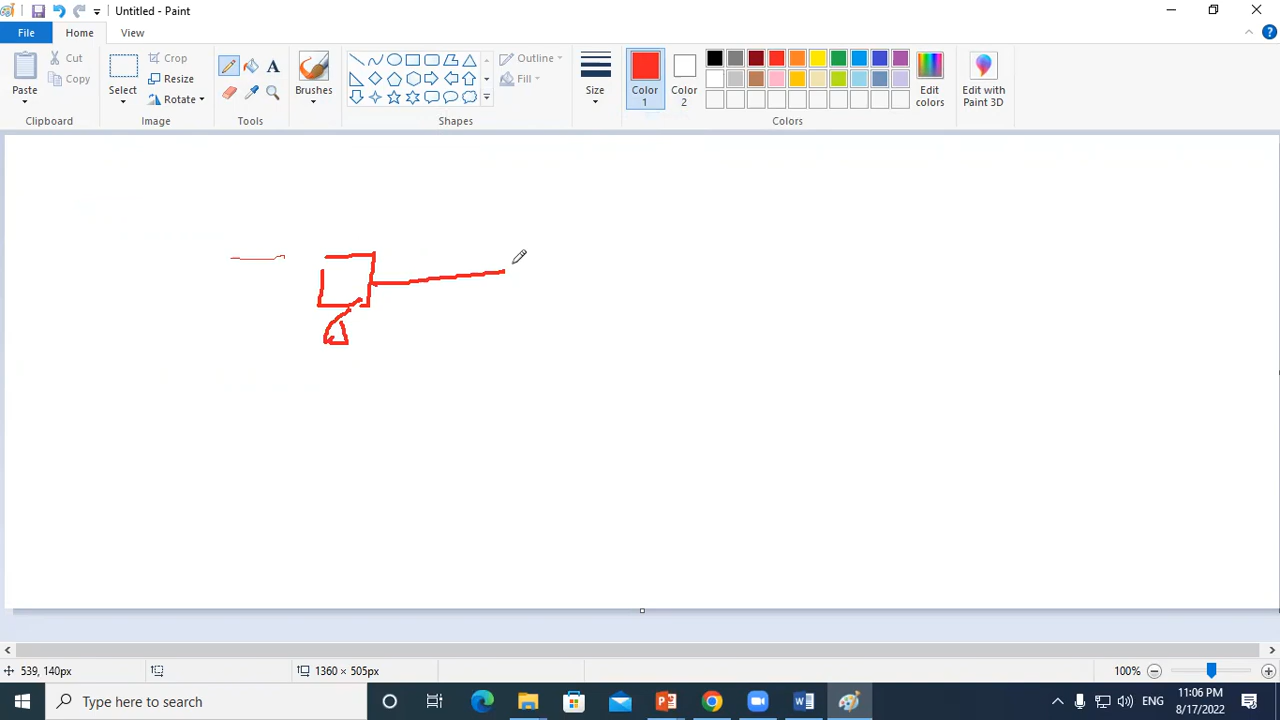 Untitled - Paint
File Home View
Paste
Cut
Copy
Clipboard
Select
Crop
Resize
Rotate
Image
A
Tools
Brushes
Shapes
Outline
Fill
Size
Color 1
Color 2
Colors
Edit colors
Edit with Paint 3D
539, 140px
1360 × 505px
100%
Type here to search
ENG
11:06 PM
8/17/2022